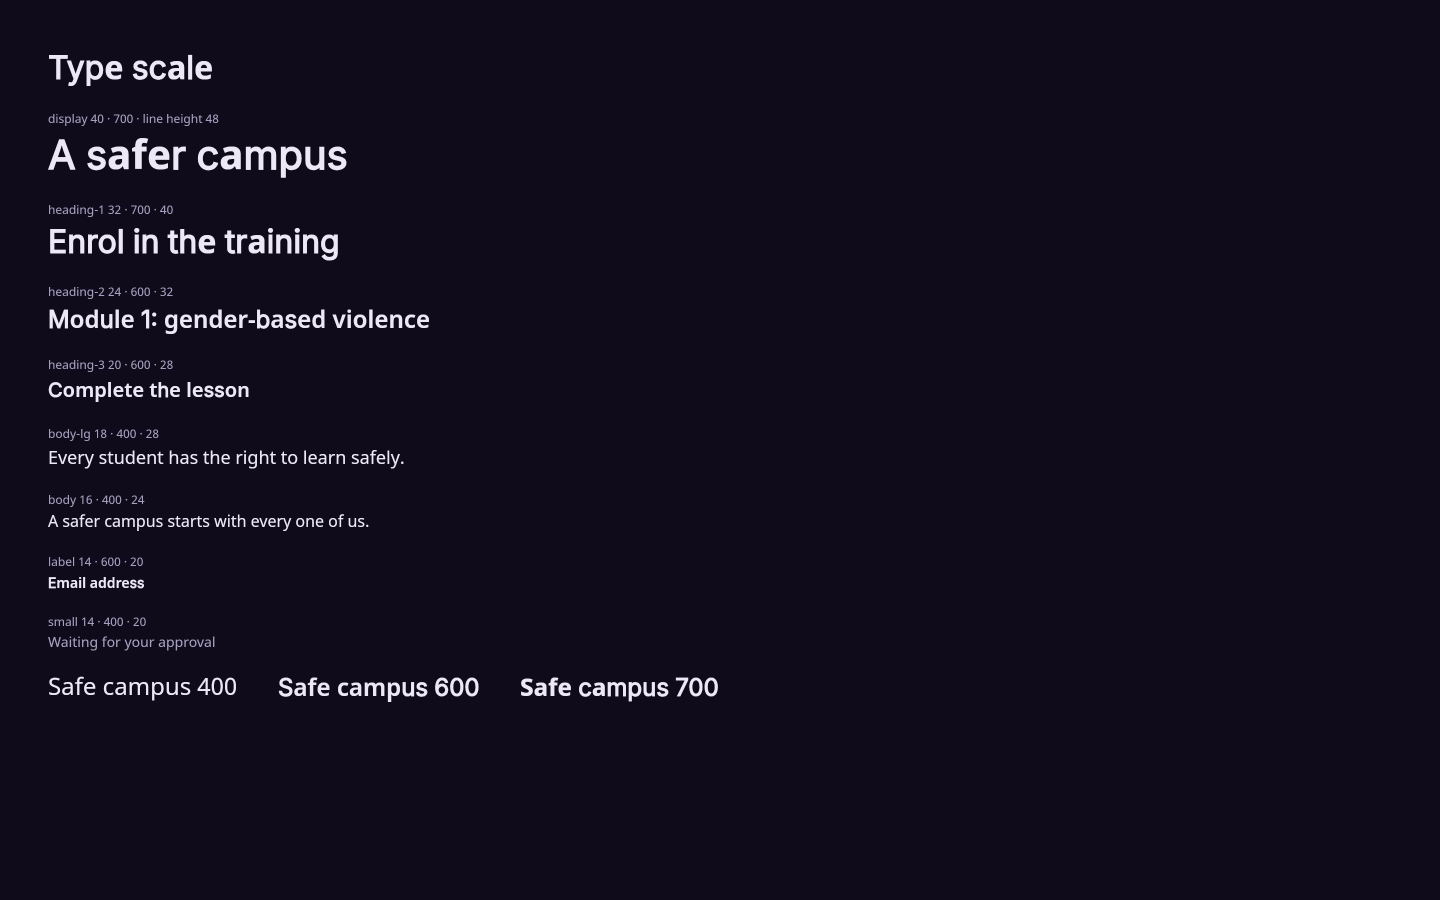 Type scale
display 40 · 700 · line height 48
A safer campus
heading-1 32 · 700 · 40
Enrol in the training
heading-2 24 · 600 · 32
Module 1: gender-based violence
heading-3 20 · 600 · 28
Complete the lesson
body-lg 18 · 400 · 28
Every student has the right to learn safely.
body 16 · 400 · 24
A safer campus starts with every one of us.
label 14 · 600 · 20
Email address
small 14 · 400 · 20
Waiting for your approval
Safe campus 400 Safe campus 600 Safe campus 700